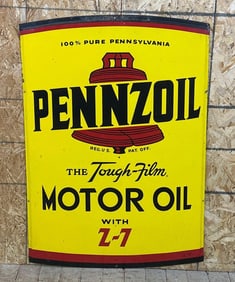 100% PURE PENNSYLVANIA
PENNZOIL
REG. U.S. PAT. OFF.
THE Tough-Film
MOTOR OIL
WITH
Z-7